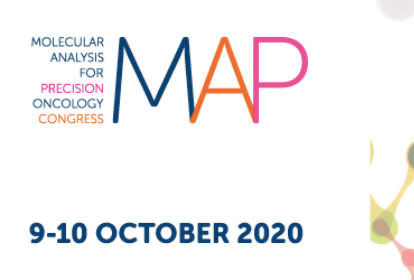 MOLECULAR
ANALYSIS
FOR
PRECISION
ONCOLOGY
CONGRESS
MAP
9-10 OCTOBER 2020